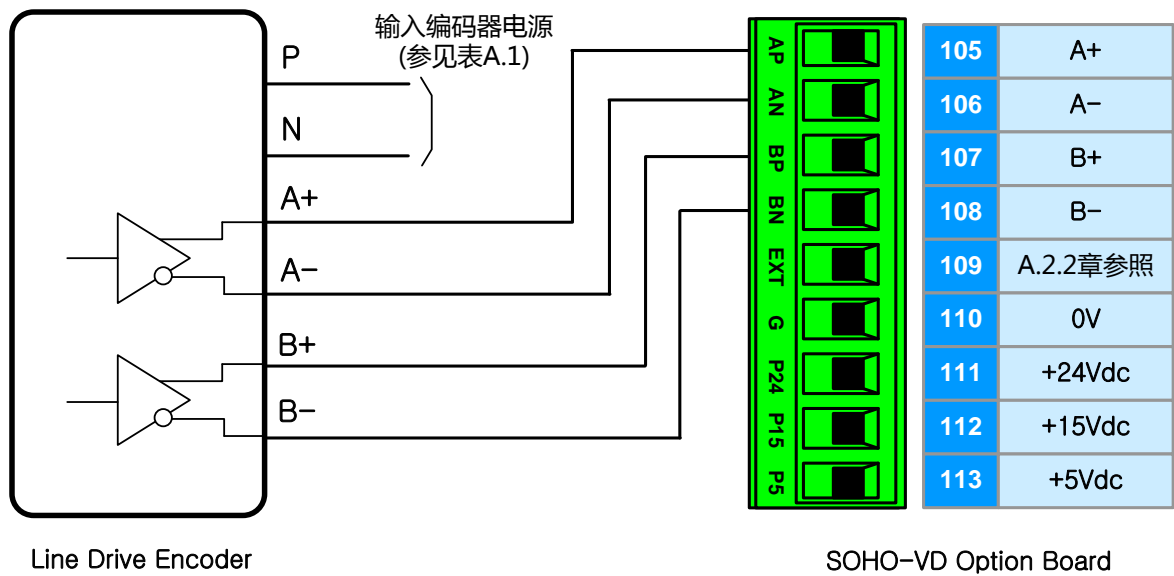 输入编码器电源
(参见表A.1)
P
N
A+
A-
B+
B-
AP
AN
BP
BN
EXT
G
P24
P15
P5
105 A+
106 A-
107 B+
108 B-
109 A.2.2章参照
110 0V
111 +24Vdc
112 +15Vdc
113 +5Vdc
Line Drive Encoder
SOHO-VD Option Board